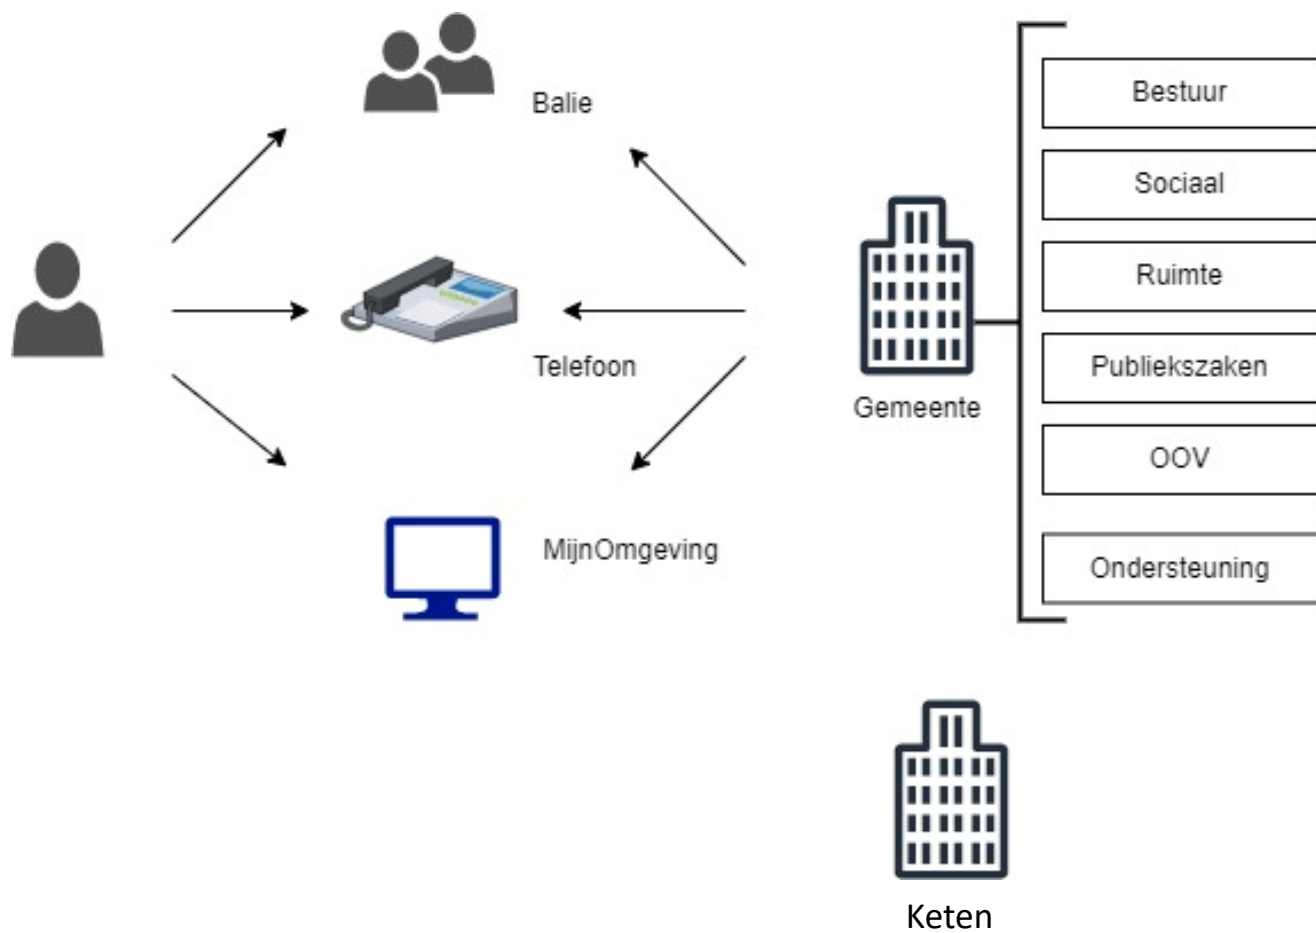 Balie
Telefoon
MijnOmgeving
Gemeente
Bestuur
Sociaal
Ruimte
Publiekszaken
OOV
Ondersteuning
Keten